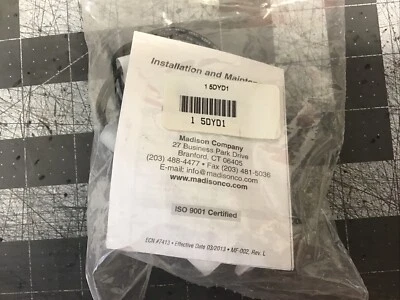 Installation and Mainte
1 5DYD1
1 5DYD1
Madison Company
27 Business Park Drive
Branford, CT 06405
(203) 488-4477 • Fax (203) 481-5036
E-mail: info@madisonco.com
www.madisonco.com
ISO 9001 Certified
ECN #7413 • Effective Date 03/2013 • MF-002, Rev. L